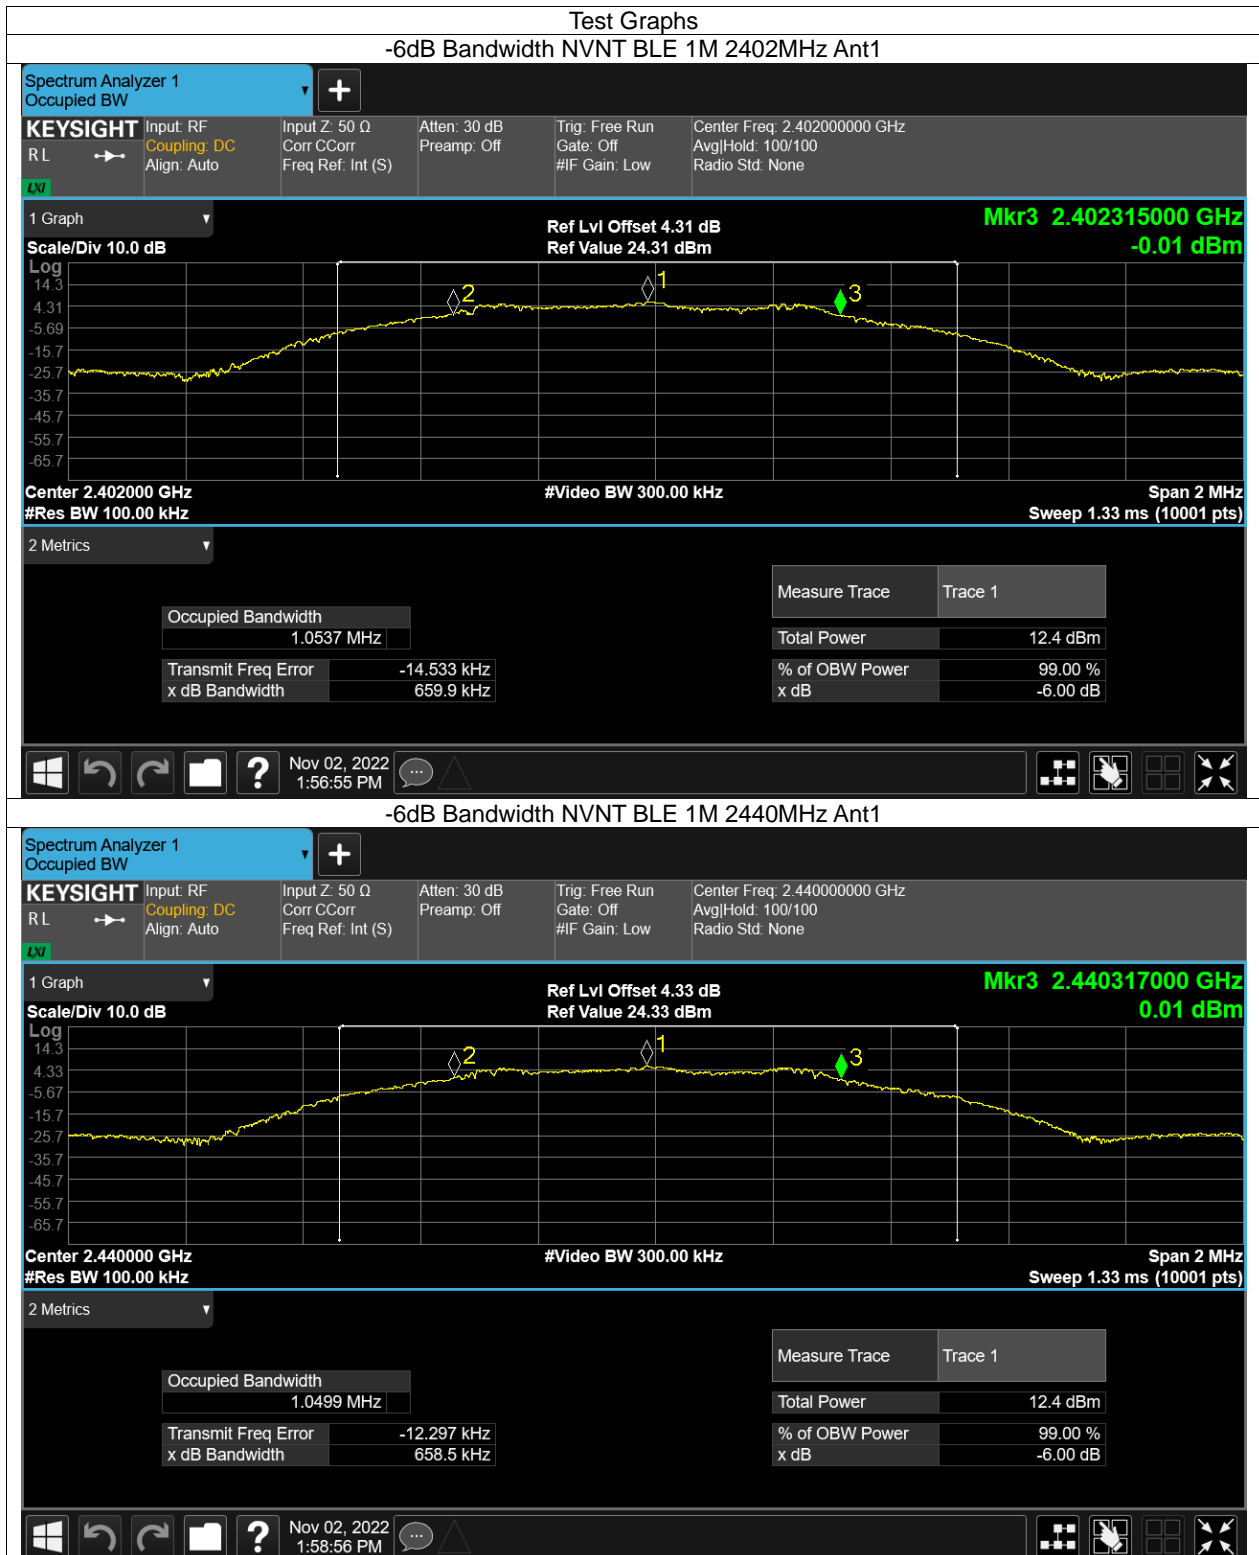 Test Graphs
-6dB Bandwidth NVNT BLE 1M 2402MHz Ant1
Spectrum Analyzer 1
Occupied BW
KEYSIGHT Input: RF Input Z: 50 Ω Atten: 30 dB Trig: Free Run Center Freq: 2.402000000 GHz
RL Coupling: DC Corr CCorr Preamp: Off Gate: Off Avg|Hold: 100/100
Align: Auto Freq Ref: Int (S) #IF Gain: Low Radio Std: None
LXI
1 Graph Ref Lvl Offset 4.31 dB Mkr3 2.402315000 GHz
Scale/Div 10.0 dB Ref Value 24.31 dBm -0.01 dBm
Log
14.3
4.31
-5.69
-15.7
-25.7
-35.7
-45.7
-55.7
-65.7
2 1 3
Center 2.402000 GHz #Video BW 300.00 kHz Span 2 MHz
#Res BW 100.00 kHz Sweep 1.33 ms (10001 pts)
2 Metrics
Measure Trace Trace 1
Occupied Bandwidth
1.0537 MHz Total Power 12.4 dBm
Transmit Freq Error -14.533 kHz % of OBW Power 99.00 %
x dB Bandwidth 659.9 kHz x dB -6.00 dB
Nov 02, 2022
1:56:55 PM
-6dB Bandwidth NVNT BLE 1M 2440MHz Ant1
Spectrum Analyzer 1
Occupied BW
KEYSIGHT Input: RF Input Z: 50 Ω Atten: 30 dB Trig: Free Run Center Freq: 2.440000000 GHz
RL Coupling: DC Corr CCorr Preamp: Off Gate: Off Avg|Hold: 100/100
Align: Auto Freq Ref: Int (S) #IF Gain: Low Radio Std: None
LXI
1 Graph Ref Lvl Offset 4.33 dB Mkr3 2.440317000 GHz
Scale/Div 10.0 dB Ref Value 24.33 dBm 0.01 dBm
Log
14.3
4.33
-5.67
-15.7
-25.7
-35.7
-45.7
-55.7
-65.7
2 1 3
Center 2.440000 GHz #Video BW 300.00 kHz Span 2 MHz
#Res BW 100.00 kHz Sweep 1.33 ms (10001 pts)
2 Metrics
Measure Trace Trace 1
Occupied Bandwidth
1.0499 MHz Total Power 12.4 dBm
Transmit Freq Error -12.297 kHz % of OBW Power 99.00 %
x dB Bandwidth 658.5 kHz x dB -6.00 dB
Nov 02, 2022
1:58:56 PM